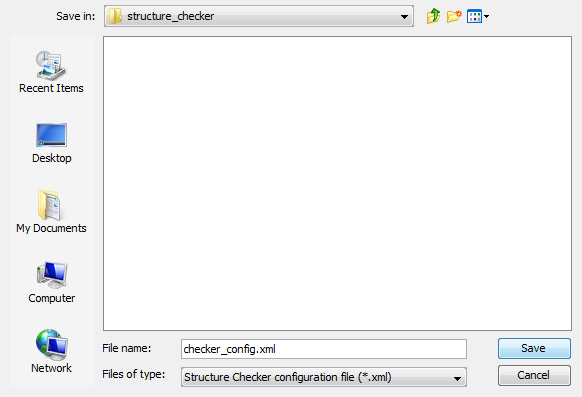 Save in: structure_checker
Recent Items
Desktop
My Documents
Computer
Network
File name: checker_config.xml Save
Files of type: Structure Checker configuration file (*.xml) Cancel